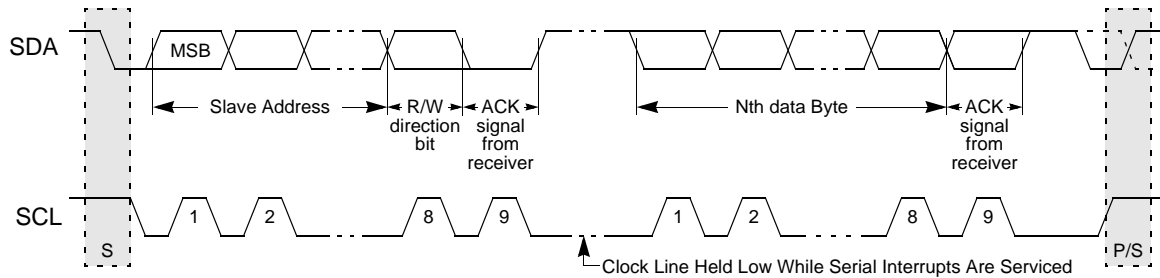 SDA
MSB
Slave Address
R/W
direction
bit
ACK
signal
from
receiver
Nth data Byte
ACK
signal
from
receiver
SCL
1
2
8
9
1
2
8
9
S
P/S
Clock Line Held Low While Serial Interrupts Are Serviced